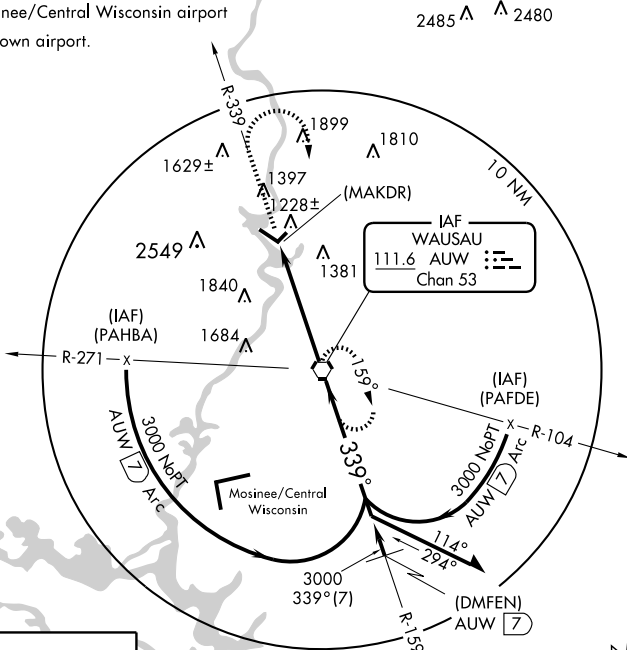 nee/Central Wisconsin airport
own airport.
2485
2480
R-339
1899
1810
10 NM
1629±
1397
(MAKDR)
1228±
IAF
WAUSAU
111.6 AUW
Chan 53
2549
1381
1840
1684
(IAF)
(PAHBA)
R-271
159°
(IAF)
(PAFDE)
R-104
3000 NoPT
AUW 7 Arc
339°
3000 NoPT
AUW 7 Arc
Mosinee/Central
Wisconsin
114°
294°
3000
339°(7)
(DMFEN)
AUW 7
R-159